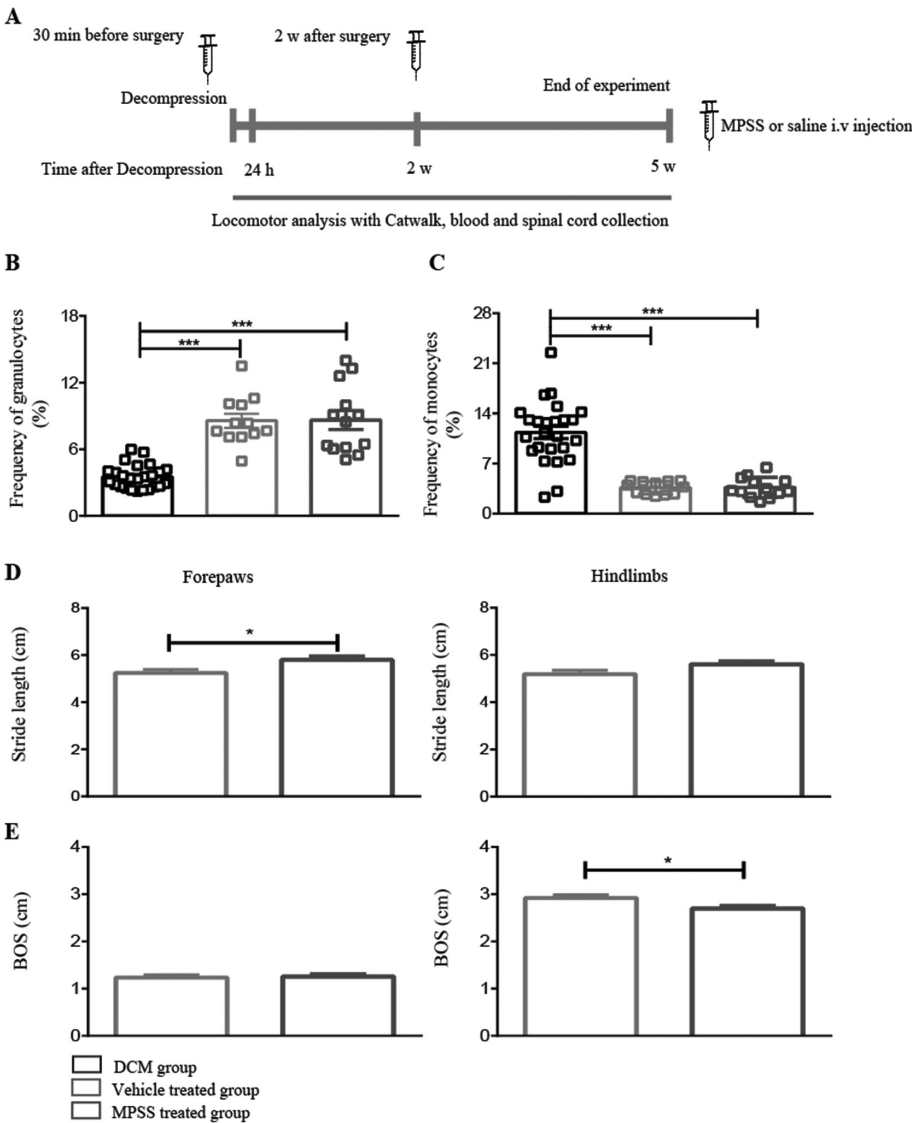 A
30 min before surgery
2 w after surgery
Decompression
End of experiment
MPSS or saline i.v injection
Time after Decompression
24 h
2 w
5 w
Locomotor analysis with Catwalk, blood and spinal cord collection
B
Frequency of granulocytes
(%)
18
12
6
0
***
***
C
Frequency of monocytes
(%)
28
21
14
7
0
***
***
D
Forepaws
Stride length (cm)
8
6
4
2
0
*
Hindlimbs
Stride length (cm)
8
6
4
2
0
E
BOS (cm)
4
3
2
1
0
BOS (cm)
4
3
2
1
0
*
DCM group
Vehicle treated group
MPSS treated group